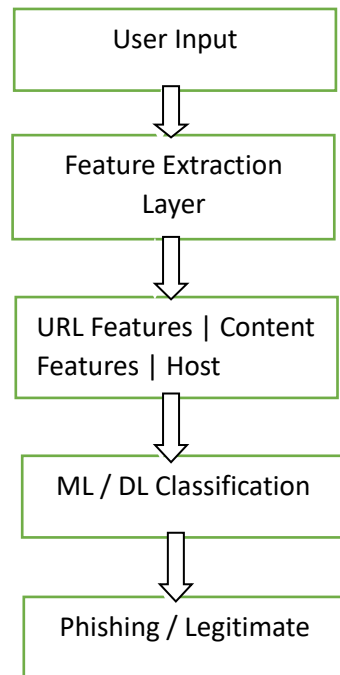 User Input
Feature Extraction
Layer
URL Features | Content
Features | Host
ML / DL Classification
Phishing / Legitimate